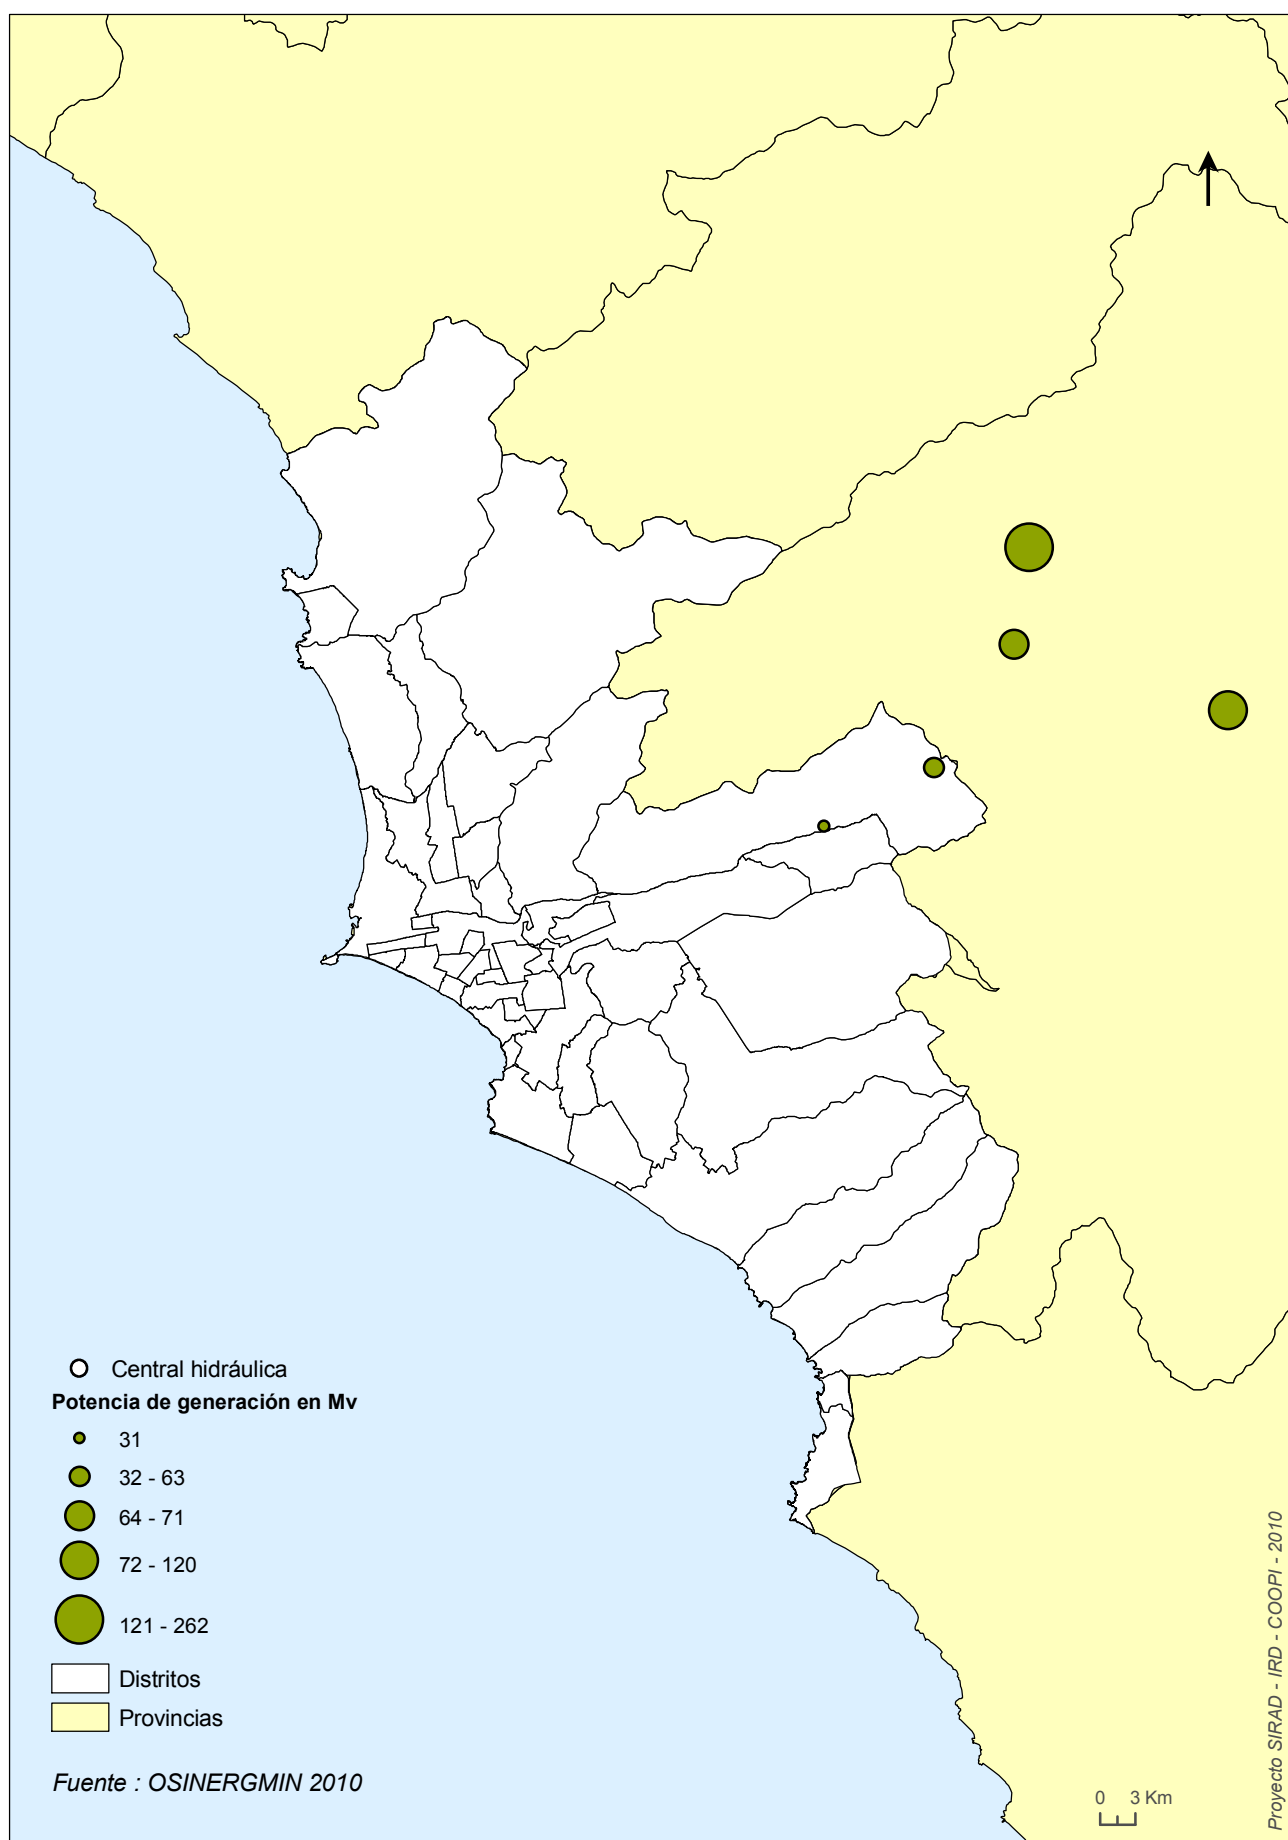 Central hidráulica
Potencia de generación en Mv
31
32 - 63
64 - 71
72 - 120
121 - 262
Distritos
Provincias
Fuente : OSINERGMIN 2010
0 3 Km
Proyecto SIRAD - IRD - COOPI - 2010